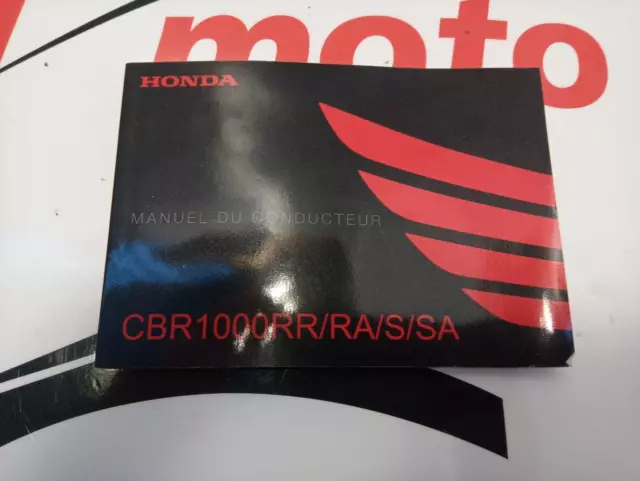 moto
HONDA
MANUEL DU CONDUCTEUR
CBR1000RR/RA/S/SA